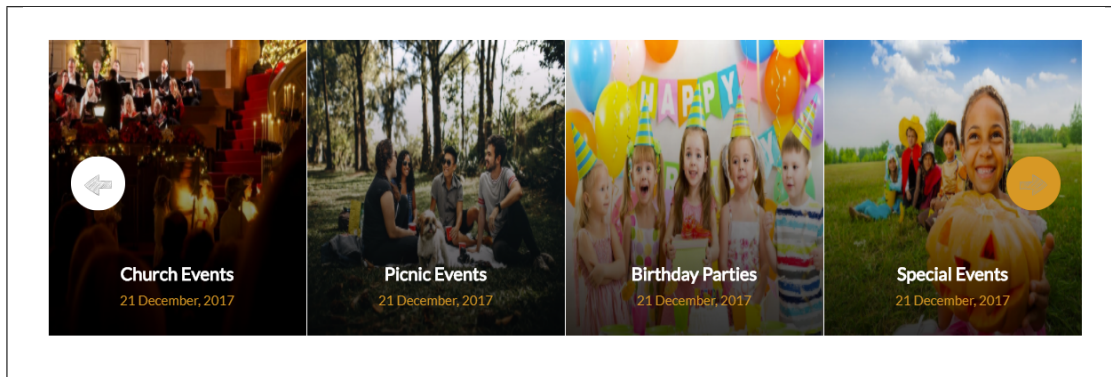 HAPPY
Church Events
21 December, 2017
Picnic Events
21 December, 2017
Birthday Parties
21 December, 2017
Special Events
21 December, 2017